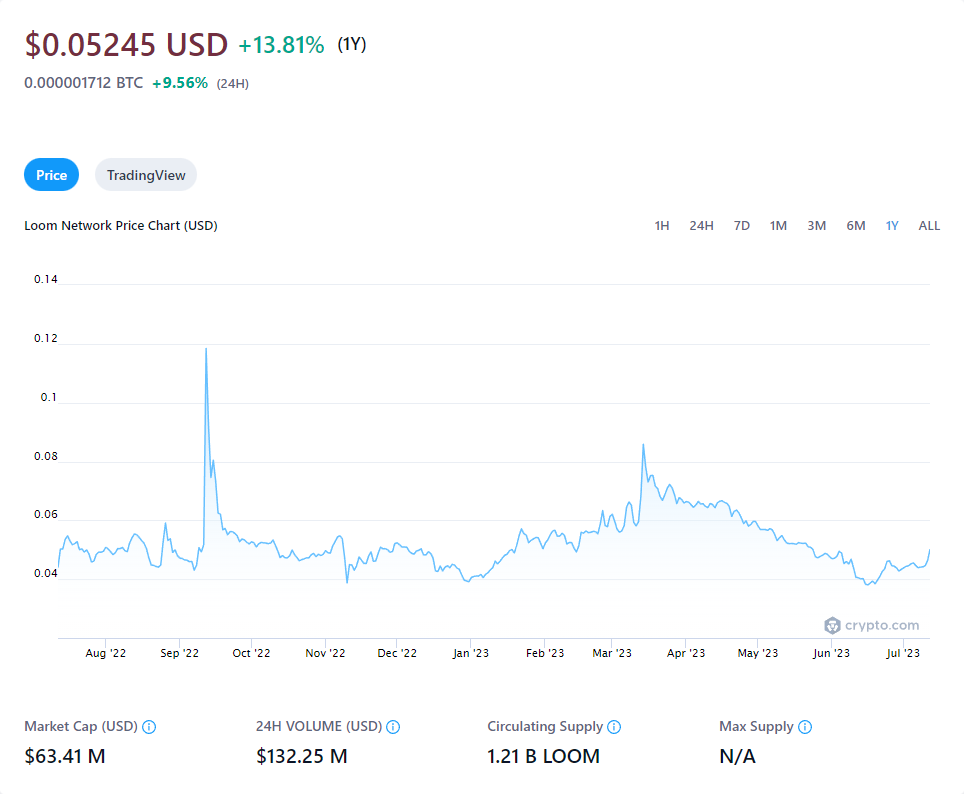 $0.05245 USD +13.81% (1Y)
0.000001712 BTC +9.56% (24H)
Price TradingView
Loom Network Price Chart (USD) 1H 24H 7D 1M 3M 6M 1Y ALL
0.14
0.12
0.1
0.08
0.06
0.04
crypto.com
Aug '22 Sep '22 Oct '22 Nov '22 Dec '22 Jan '23 Feb '23 Mar '23 Apr '23 May '23 Jun '23 Jul '23
Market Cap (USD) 24H VOLUME (USD) Circulating Supply Max Supply
$63.41 M $132.25 M 1.21 B LOOM N/A